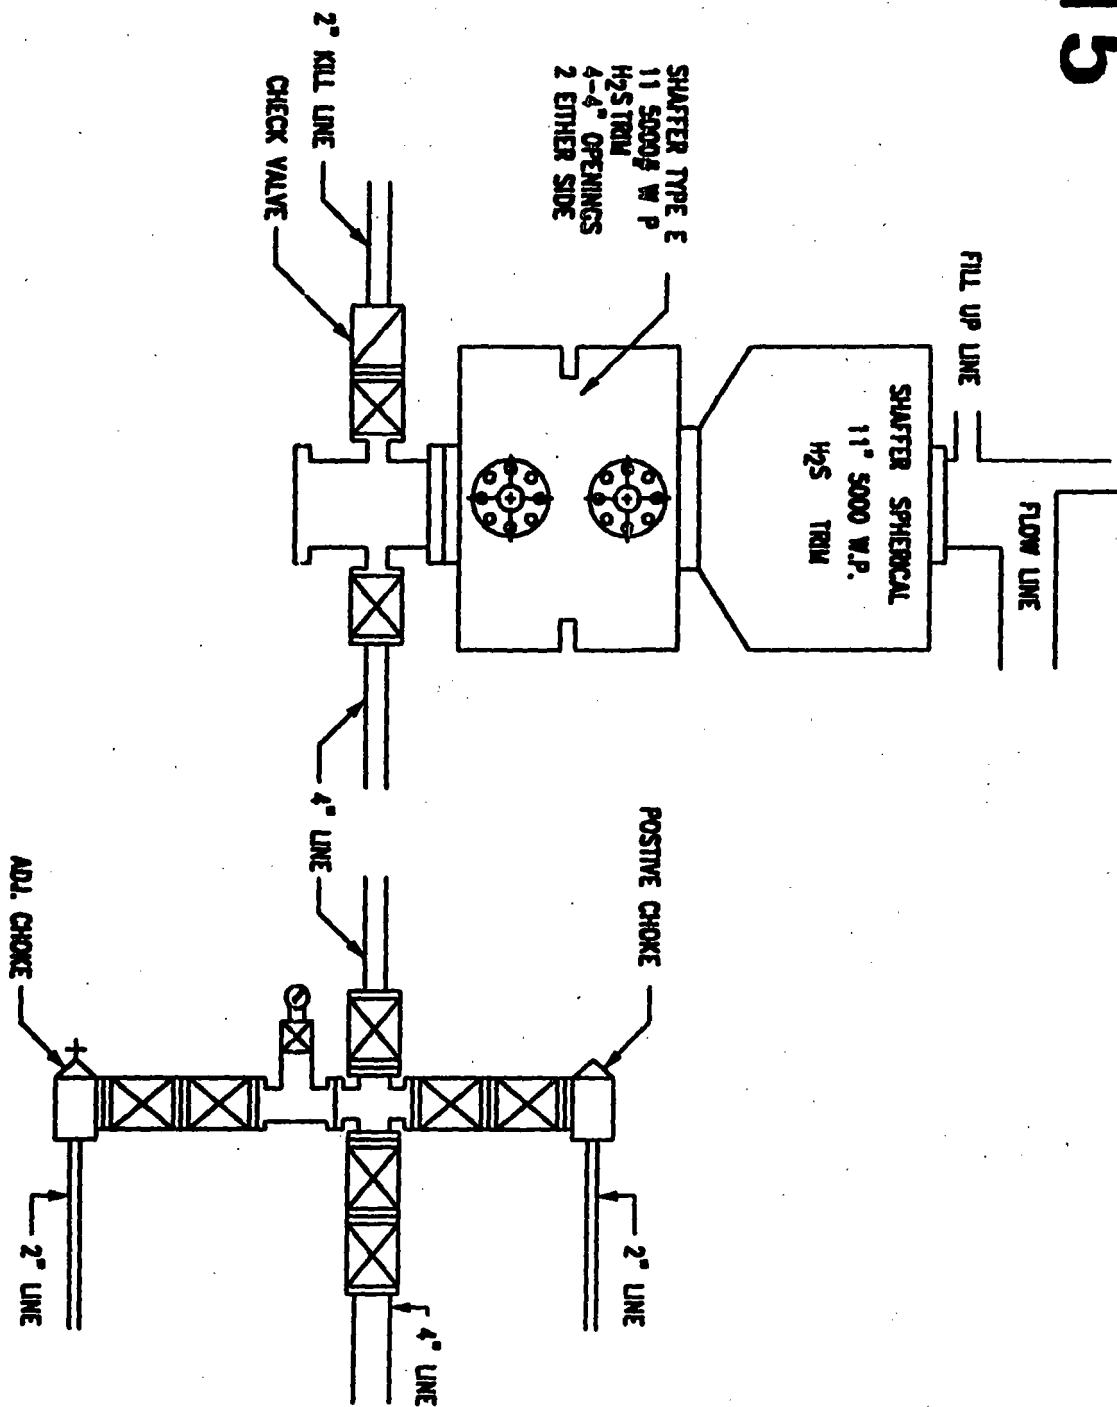 15
FILL UP LINE
FLOW LINE
SHAFFER SPHERICAL
11" 5000 W.P.
H2S TRIM
SHAFFER TYPE E
11 5000# W P
H2S TRIM
4-4" OPENINGS
2 EITHER SIDE
2" KILL LINE
CHECK VALVE
4" LINE
POSTIVE CHOKE
ADJ. CHOKE
2" LINE
4" LINE
2" LINE